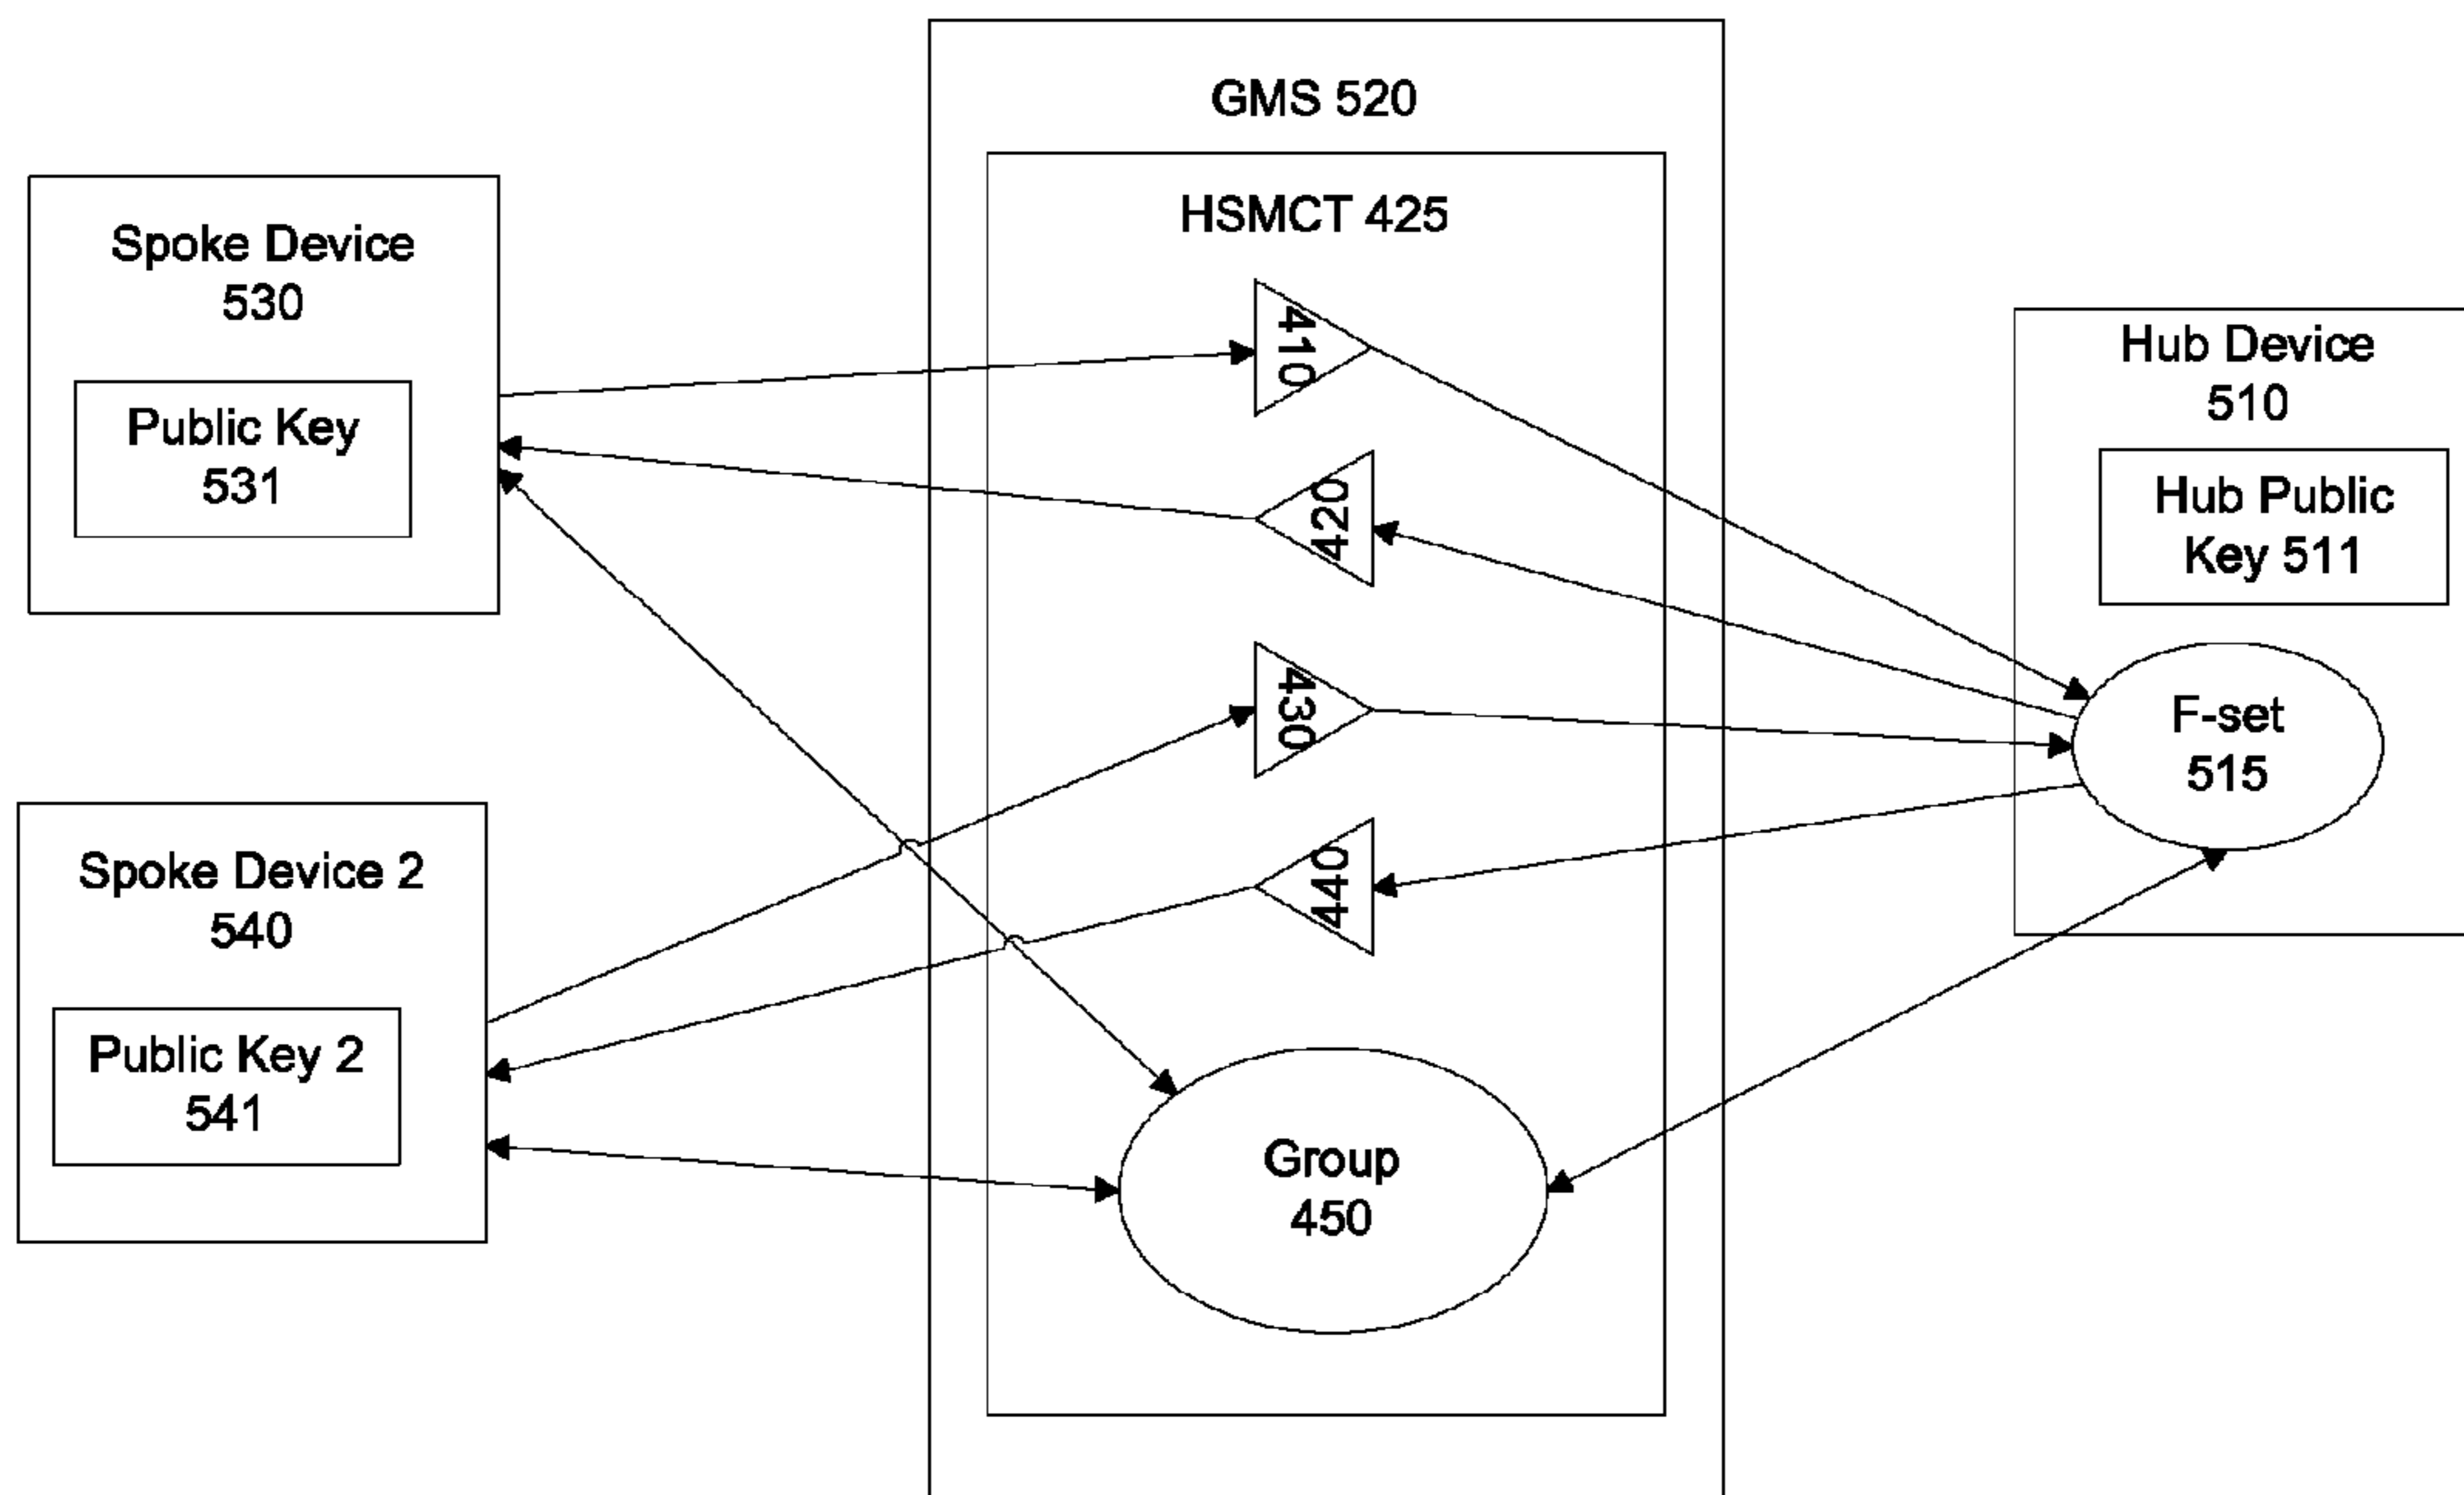 GMS 520
HSMCT 425
Spoke Device
530
Public Key
531
410
420
430
440
Hub Device
510
Hub Public
Key 511
F-set
515
Spoke Device 2
540
Public Key 2
541
Group
450